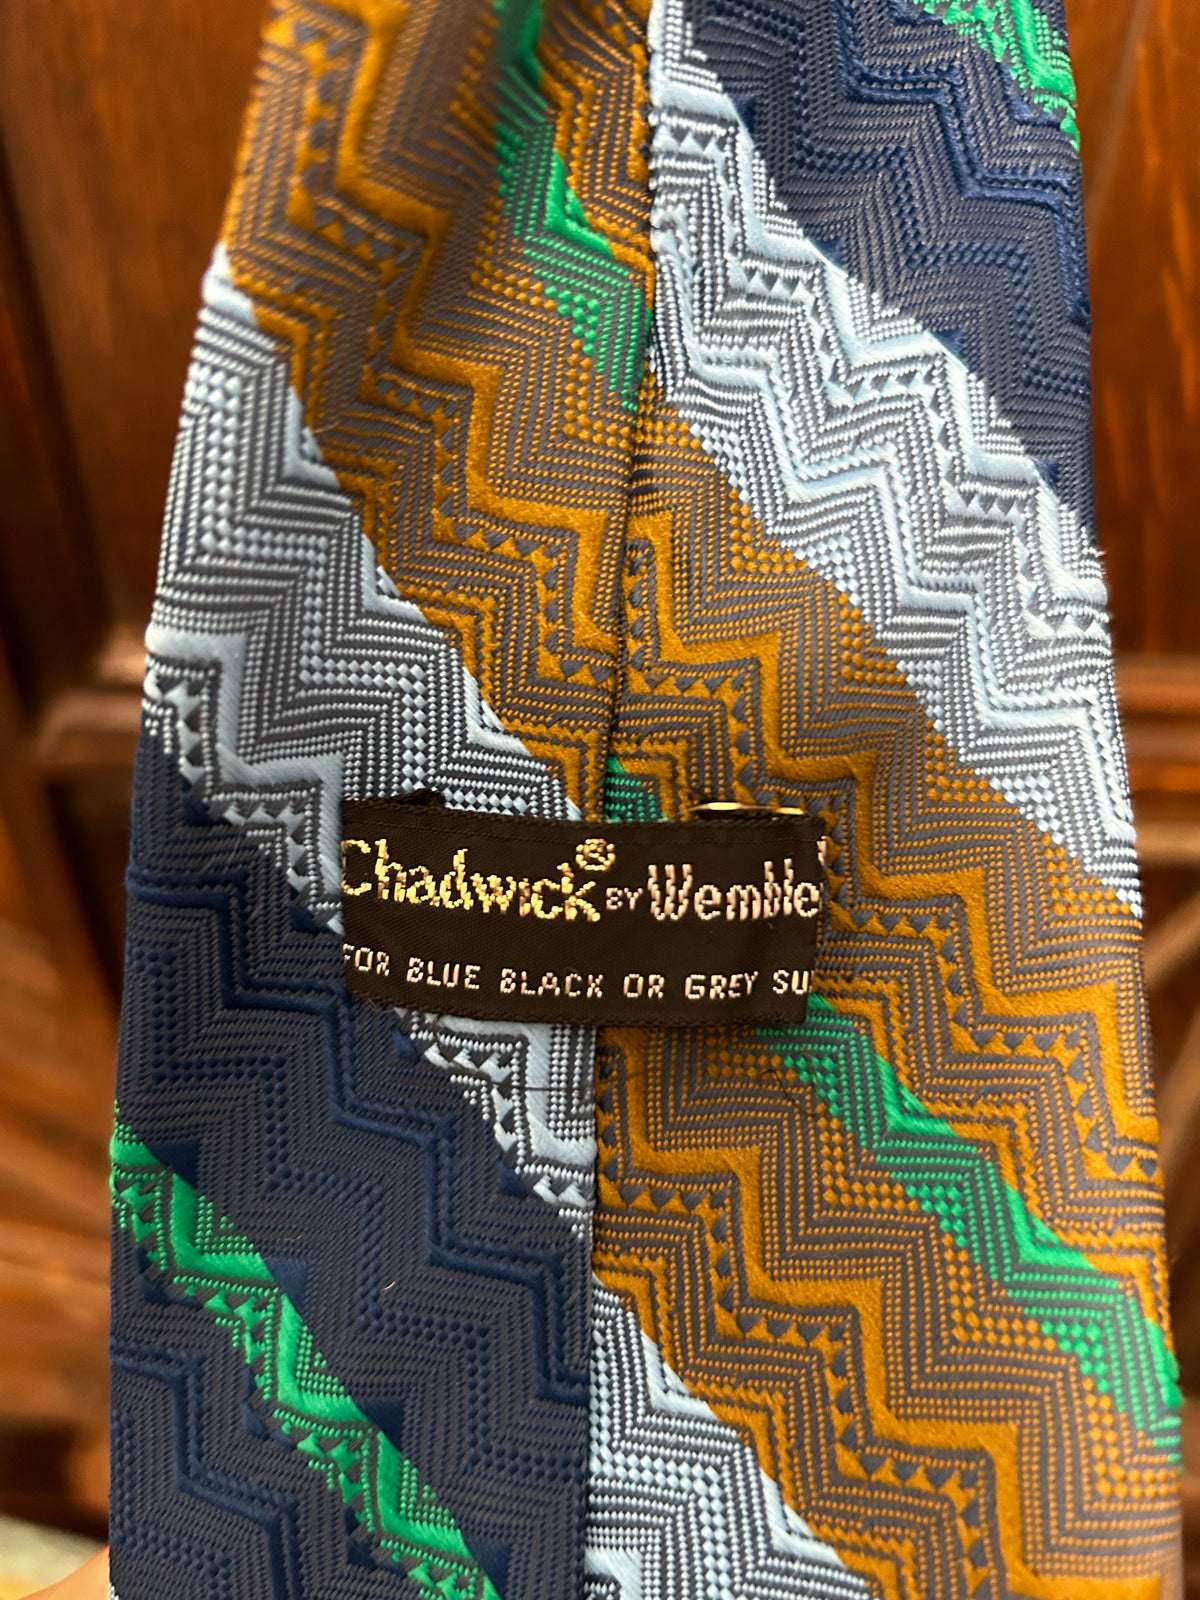 Chadwick® BY Wemble
FOR BLUE BLACK OR GREY SU